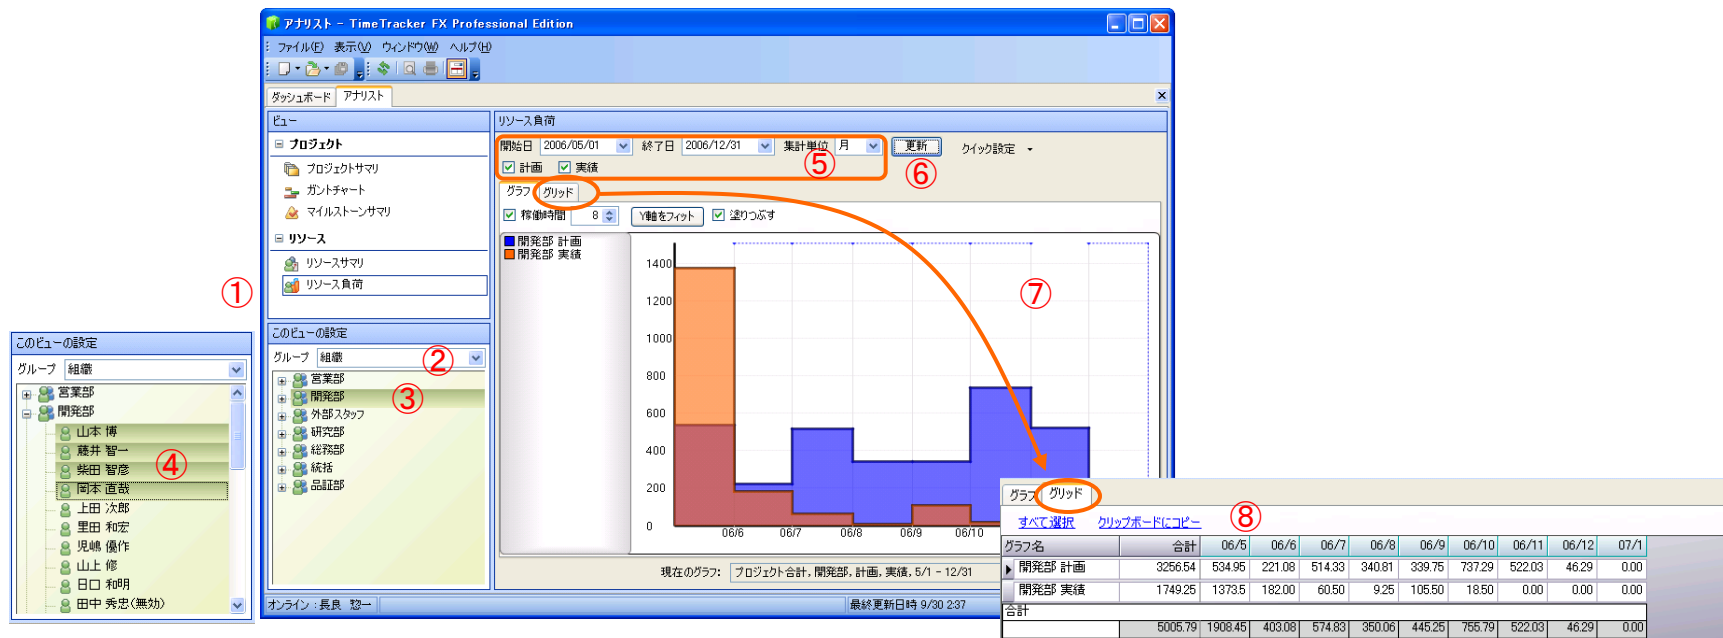 アナリスト - TimeTracker FX Professional Edition
ファイル(F) 表示(V) ウィンドウ(W) ヘルプ(H)
ダッシュボード アナリスト
ビュー
プロジェクト
プロジェクトサマリ
ガントチャート
マイルストーンサマリ
リソース
リソースサマリ
リソース負荷
①
このビューの設定
グループ 組織
②
営業部
開発部
③
外部スタッフ
研究部
総務部
統括
品証部
このビューの設定
グループ 組織
営業部
開発部
山本 博
藤井 智一
柴田 智彦
④
岡本 直哉
上田 次郎
里田 和宏
児嶋 優作
山上 修
日口 和明
田中 秀忠(無効)
リソース負荷
開始日 2006/05/01 終了日 2006/12/31 集計単位 月 更新 クイック設定
計画 実績
⑤
⑥
グラフ グリッド
稼働時間 8 Y軸をフィット 塗りつぶす
開発部 計画
開発部 実績
⑦
1400
1200
1000
800
600
400
200
0
06/6 06/7 06/8 06/9 06/10
現在のグラフ: プロジェクト合計, 開発部, 計画, 実績, 5/1 - 12/31
オンライン : 長良 惣一
最終更新日時 9/30 2:37
グラフ グリッド
すべて選択 クリップボードにコピー ⑧
グラフ名 合計 06/5 06/6 06/7 06/8 06/9 06/10 06/11 06/12 07/1
開発部 計画 3256.54 534.95 221.08 514.33 340.81 339.75 737.29 522.03 46.29 0.00
開発部 実績 1749.25 1373.5 182.00 60.50 9.25 105.50 18.50 0.00 0.00 0.00
合計
5005.79 1908.45 403.08 574.83 350.06 445.25 755.79 522.03 46.29 0.00